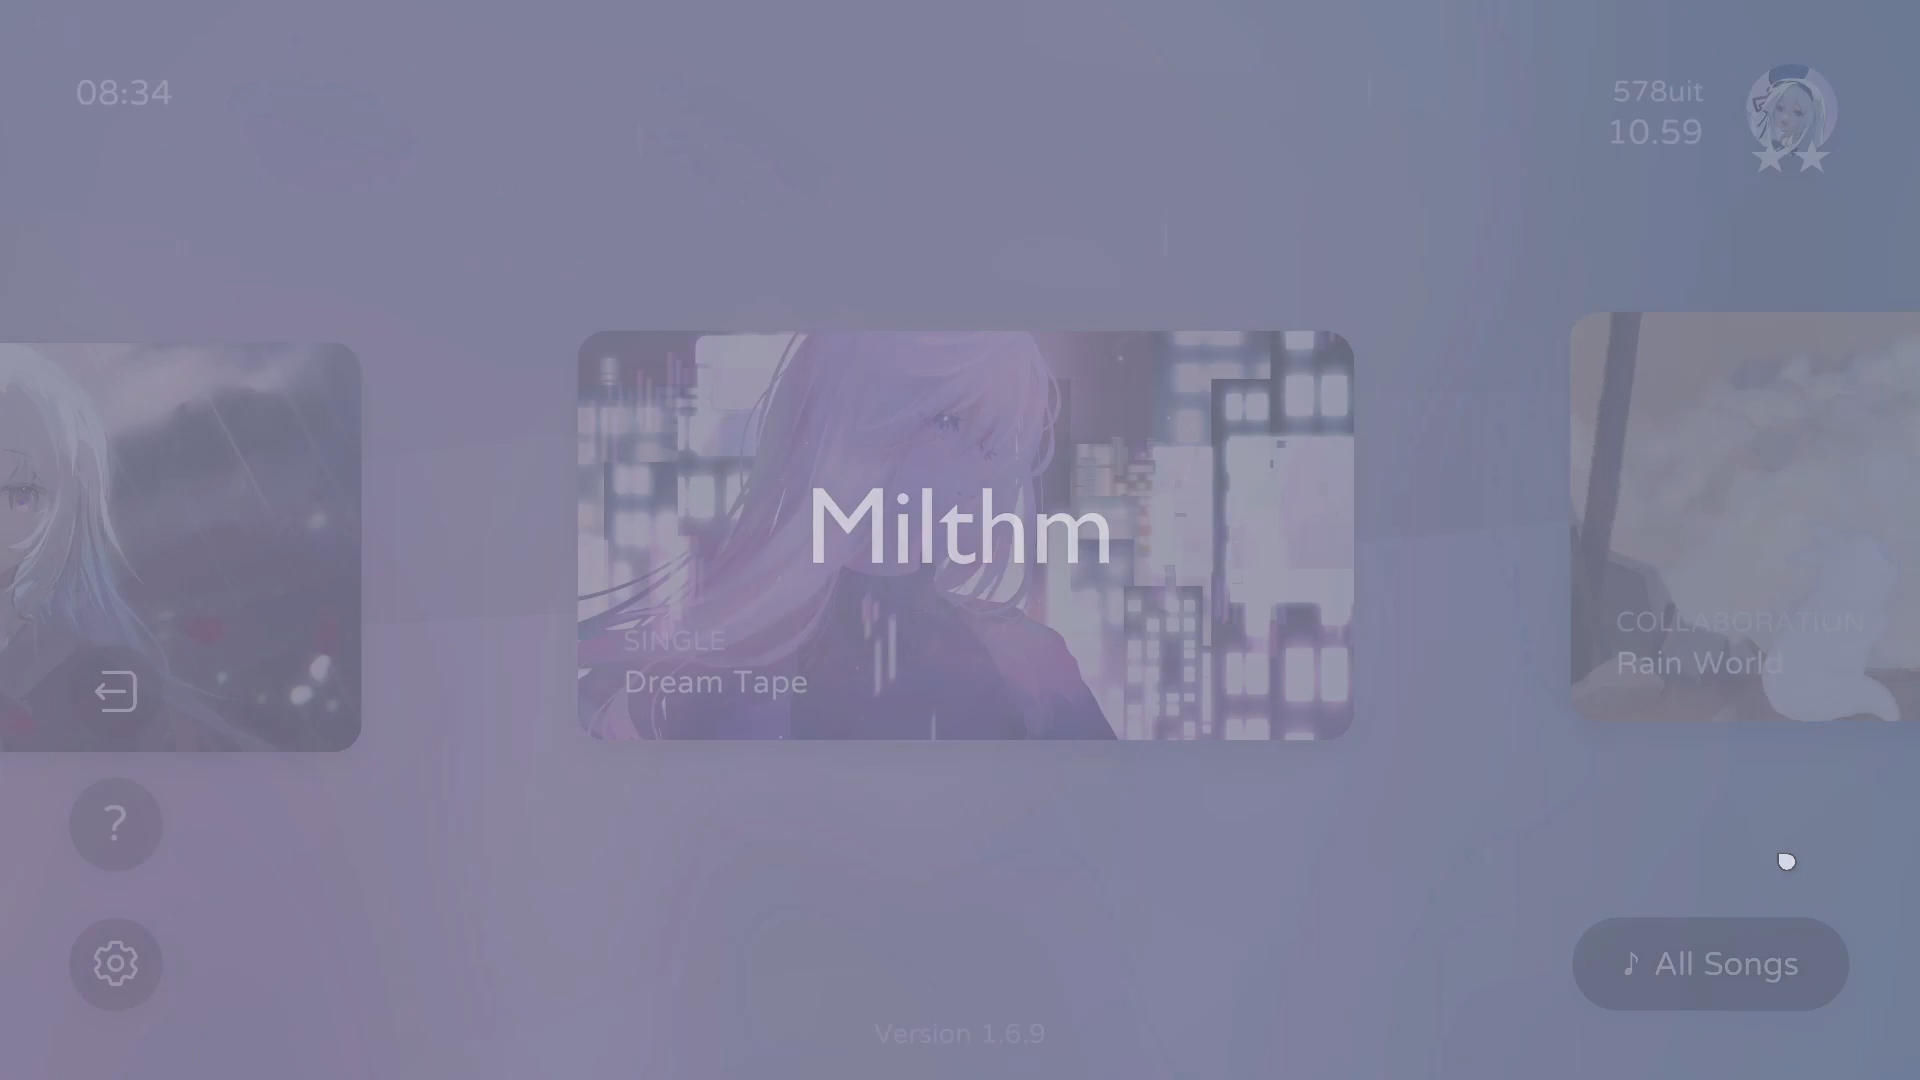 08:34
578uit
10.59
Milthm
SINGLE
Dream Tape
COLLABORATION
Rain World
?
♪ All Songs
Version 1.6.9